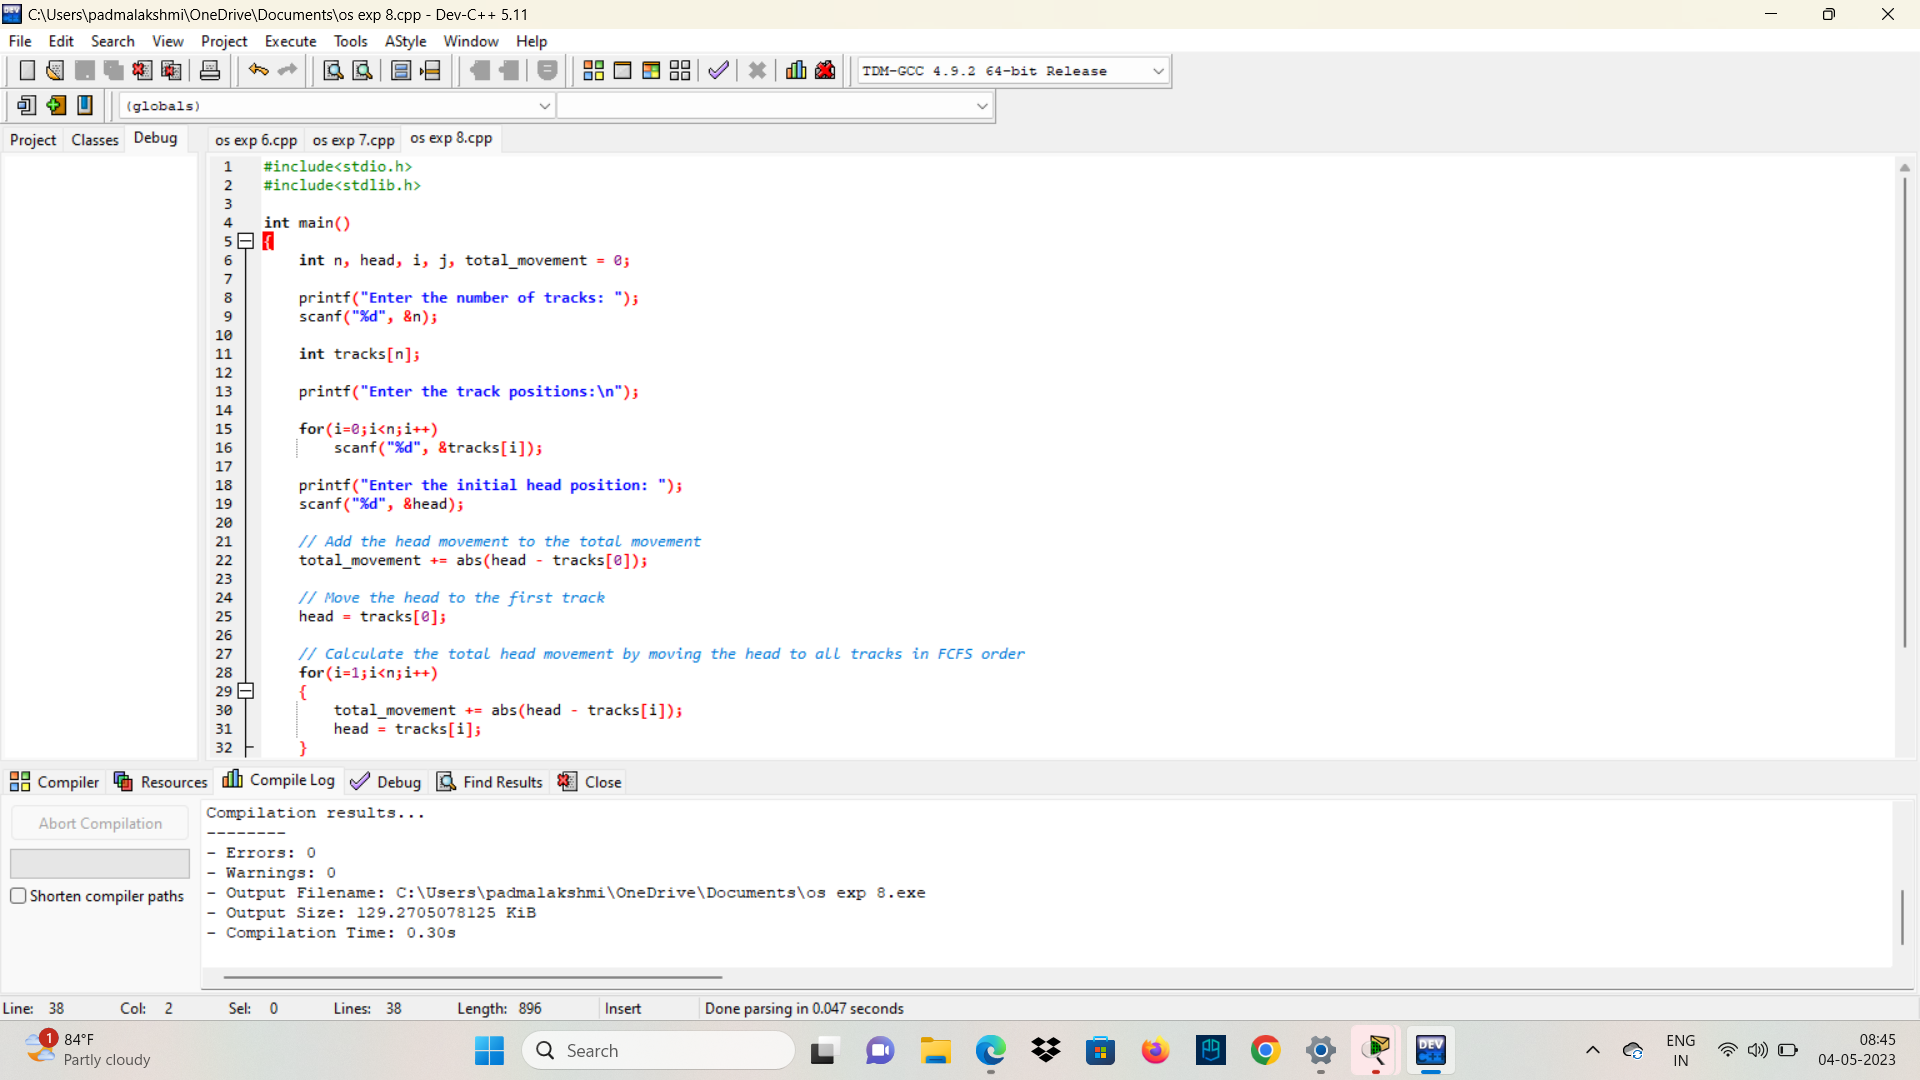 C:\Users\padmalakshmi\OneDrive\Documents\os exp 8.cpp - Dev-C++ 5.11
File Edit Search View Project Execute Tools AStyle Window Help
TDM-GCC 4.9.2 64-bit Release
(globals)
Project Classes Debug os exp 6.cpp os exp 7.cpp os exp 8.cpp
1 #include<stdio.h>
2 #include<stdlib.h>
3
4 int main()
5 {
6 int n, head, i, j, total_movement = 0;
7
8 printf("Enter the number of tracks: ");
9 scanf("%d", &n);
10
11 int tracks[n];
12
13 printf("Enter the track positions:\n");
14
15 for(i=0;i<n;i++)
16 scanf("%d", &tracks[i]);
17
18 printf("Enter the initial head position: ");
19 scanf("%d", &head);
20
21 // Add the head movement to the total movement
22 total_movement += abs(head - tracks[0]);
23
24 // Move the head to the first track
25 head = tracks[0];
26
27 // Calculate the total head movement by moving the head to all tracks in FCFS order
28 for(i=1;i<n;i++)
29 {
30 total_movement += abs(head - tracks[i]);
31 head = tracks[i];
32 }
Compiler Resources Compile Log Debug Find Results Close
Abort Compilation
Shorten compiler paths
Compilation results...
--------
- Errors: 0
- Warnings: 0
- Output Filename: C:\Users\padmalakshmi\OneDrive\Documents\os exp 8.exe
- Output Size: 129.2705078125 KiB
- Compilation Time: 0.30s
Line: 38 Col: 2 Sel: 0 Lines: 38 Length: 896 Insert Done parsing in 0.047 seconds
1 84°F
Partly cloudy
Search
DEV C++
ENG
IN
08:45
04-05-2023